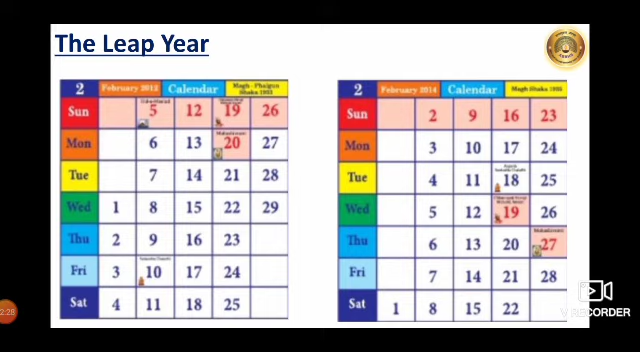 The Leap Year
2 February 2012 Calendar Magh - Phalgun
Shaka 1933
Sun 5 12 19 26
Mon 6 13 20 27
Tue 7 14 21 28
Wed 1 8 15 22 29
Thu 2 9 16 23
Fri 3 10 17 24
Sat 4 11 18 25
2 February 2014 Calendar Magh Shaka 1935
Sun 2 9 16 23
Mon 3 10 17 24
Tue 4 11 18 25
Wed 5 12 19 26
Thu 6 13 20 27
Fri 7 14 21 28
Sat 1 8 15 22
2:28
V RECORDER